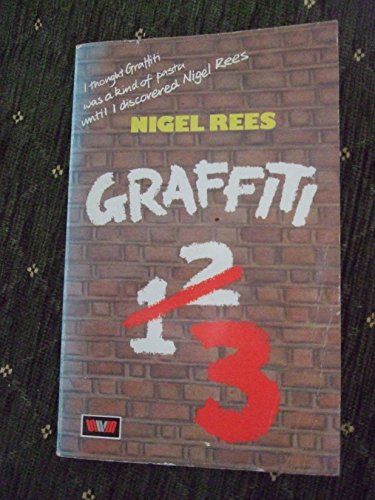 I thought Graffiti
was a kind of pasta
until I discovered Nigel Rees
NIGEL REES
GRAFFITI
1 2
3